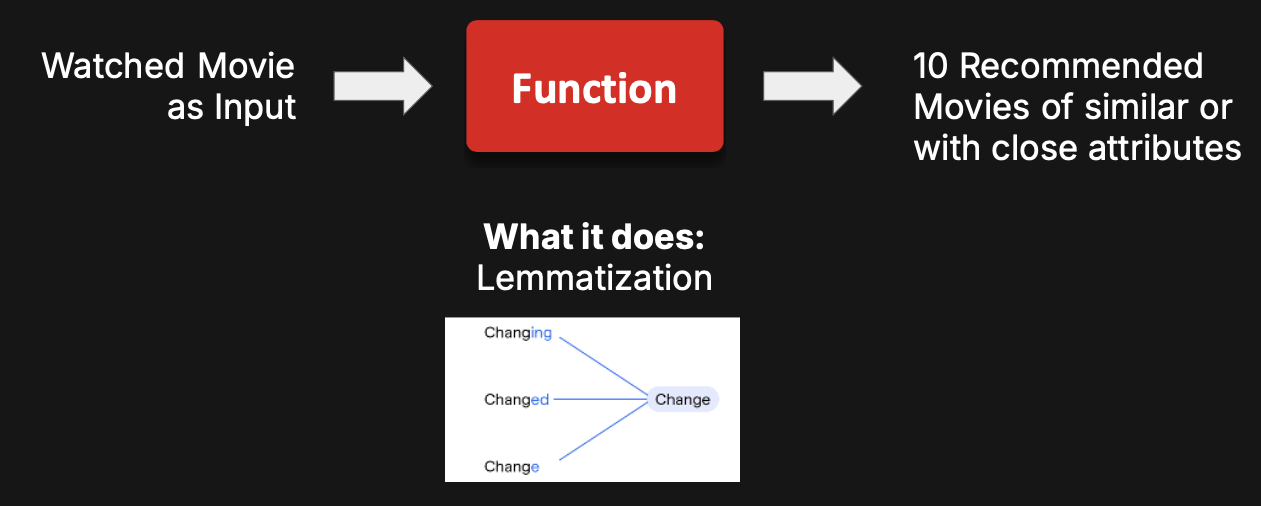 Watched Movie
as Input
Function
10 Recommended
Movies of similar or
with close attributes
What it does:
Lemmatization
Changing
Changed
Change
Change